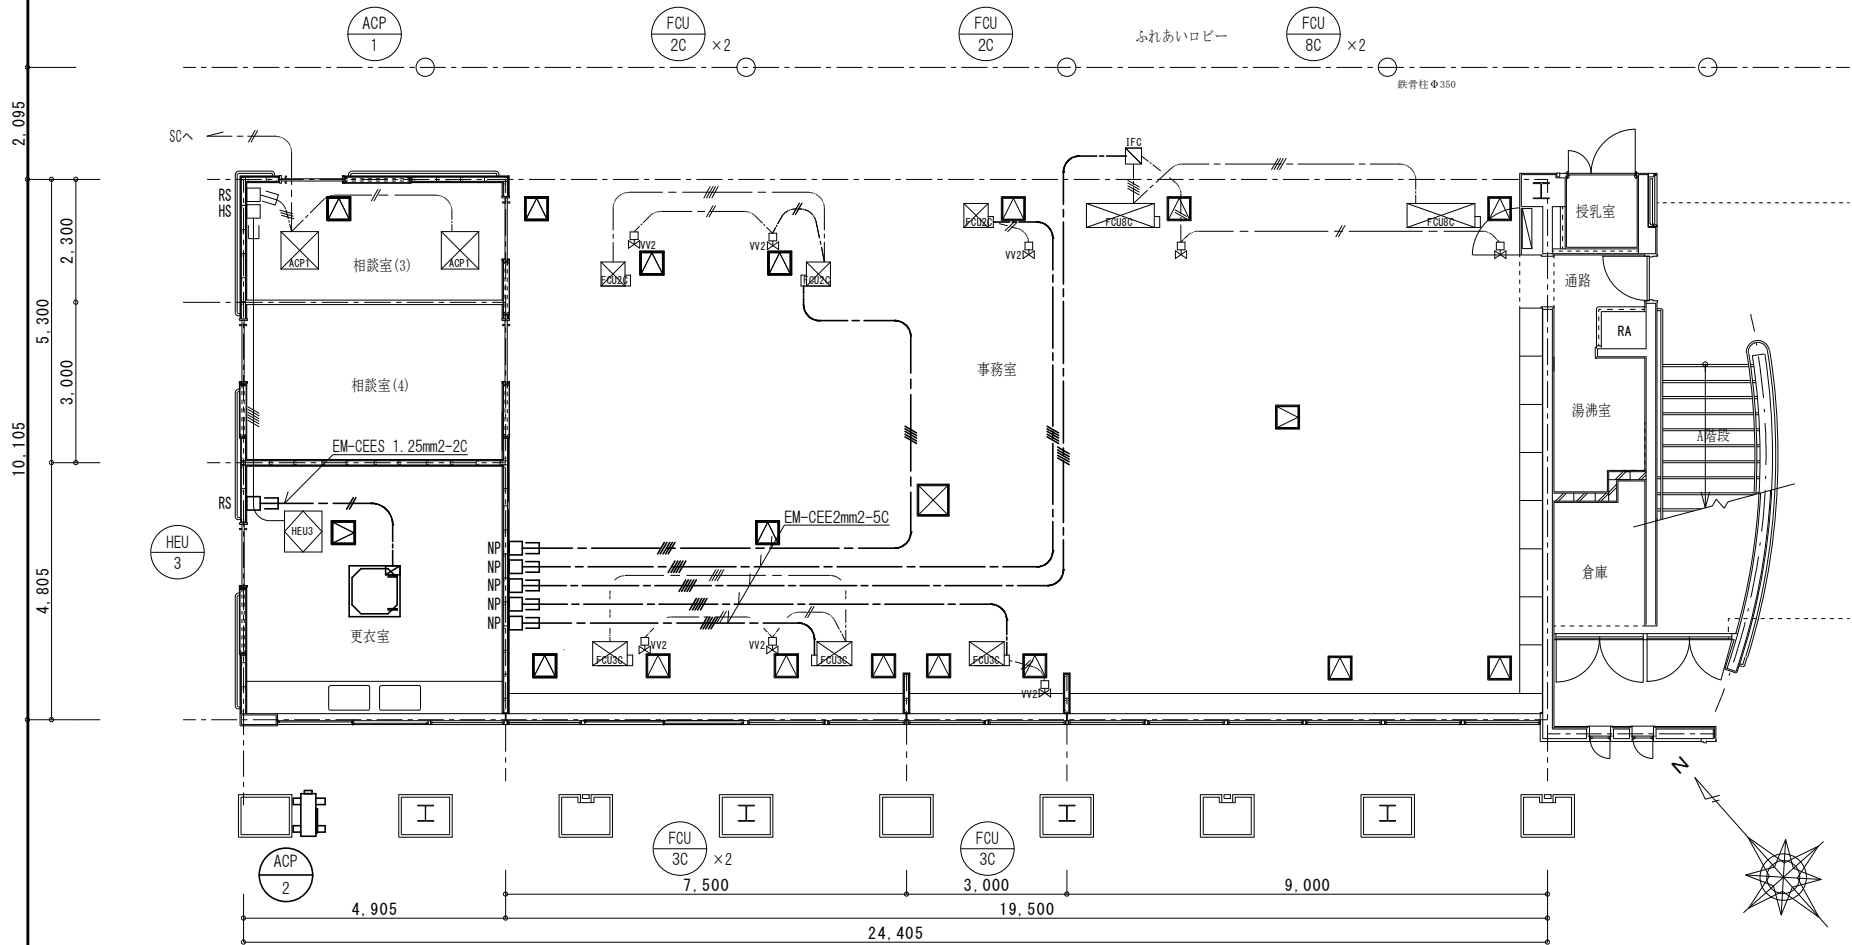 ACP
1
FCU
2C ×2
FCU
2C
ふれあいロビー
FCU
8C ×2
鉄骨柱Φ350
2,095
SCへ
IFC
RS
HS
ACP1
ACP1
相談室(3)
2,300
FCU2C
VV2
VV2
FCU2C
FCU2C
VV2
FCU8C
FCU8C
授乳室
通路
5,300
3,000
相談室(4)
事務室
RA
湯沸室
A階段
10,105
EM-CEES 1.25mm2-2C
RS
HEU3
HEU
3
EM-CEE2mm2-5C
NP
NP
NP
NP
NP
倉庫
4,805
更衣室
FCU3C
VV2
VV2
FCU3C
FCU3C
VV2
N
ACP
2
FCU
3C ×2
FCU
3C
7,500
3,000
9,000
4,905
19,500
24,405